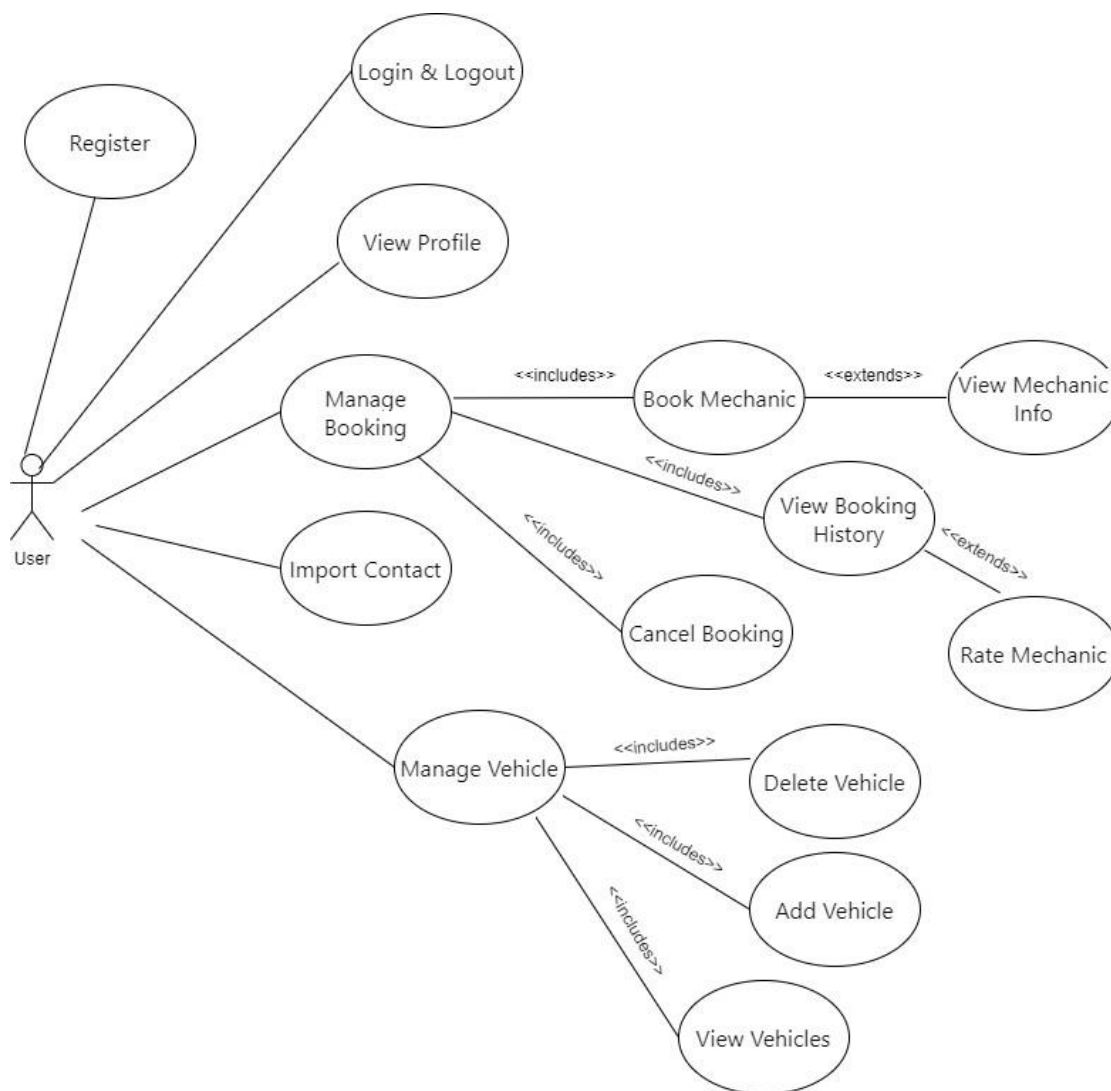 Login & Logout
Register
View Profile
Manage
Booking
<<includes>>
Book Mechanic
<<extends>>
View Mechanic
Info
<<includes>>
View Booking
History
<<extends>>
Rate Mechanic
<<includes>>
Cancel Booking
User
Import Contact
Manage Vehicle
<<includes>>
Delete Vehicle
<<includes>>
Add Vehicle
<<includes>>
View Vehicles